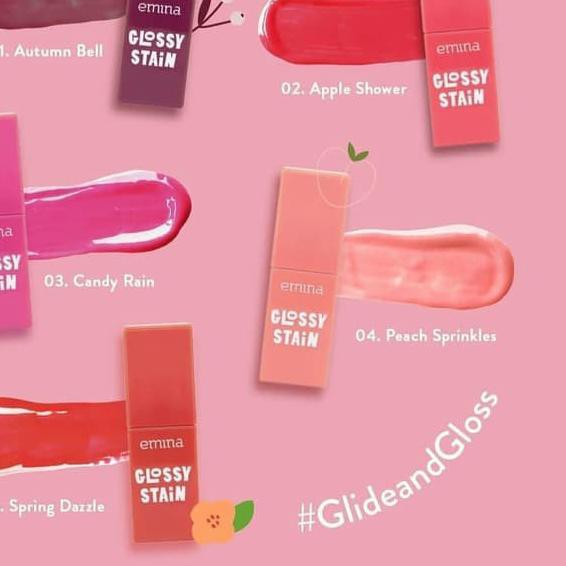 emina
GLOSSY
STAiN
1. Autumn Bell
emina
GLOSSY
STAiN
02. Apple Shower
na
SSY
iN
03. Candy Rain
emina
GLOSSY
STAiN
04. Peach Sprinkles
emina
GLOSSY
STAiN
. Spring Dazzle
#GlideandGloss